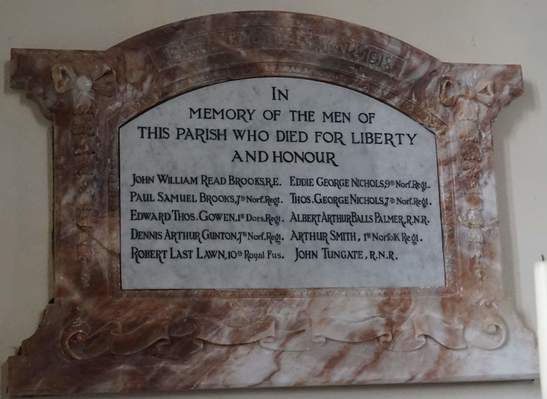 IN
MEMORY OF THE MEN OF
THIS PARISH WHO DIED FOR LIBERTY
AND HONOUR
JOHN WILLIAM READ BROOKS, R.E. EDDIE GEORGE NICHOLS, 9th Norf. Regt.
PAUL SAMUEL BROOKS, 7th Norf. Regt. THOS. GEORGE NICHOLS, 7th Norf. Regt.
EDWARD THOS. GOWEN, 1st Dors. Regt. ALBERT ARTHUR BALLS PALMER, R.N.R.
DENNIS ARTHUR GUNTON, 7th Norf. Regt. ARTHUR SMITH, 1st Norfolk Regt.
ROBERT LAST LAWN, 10th Royal Fus. JOHN TUNGATE, R.N.R.